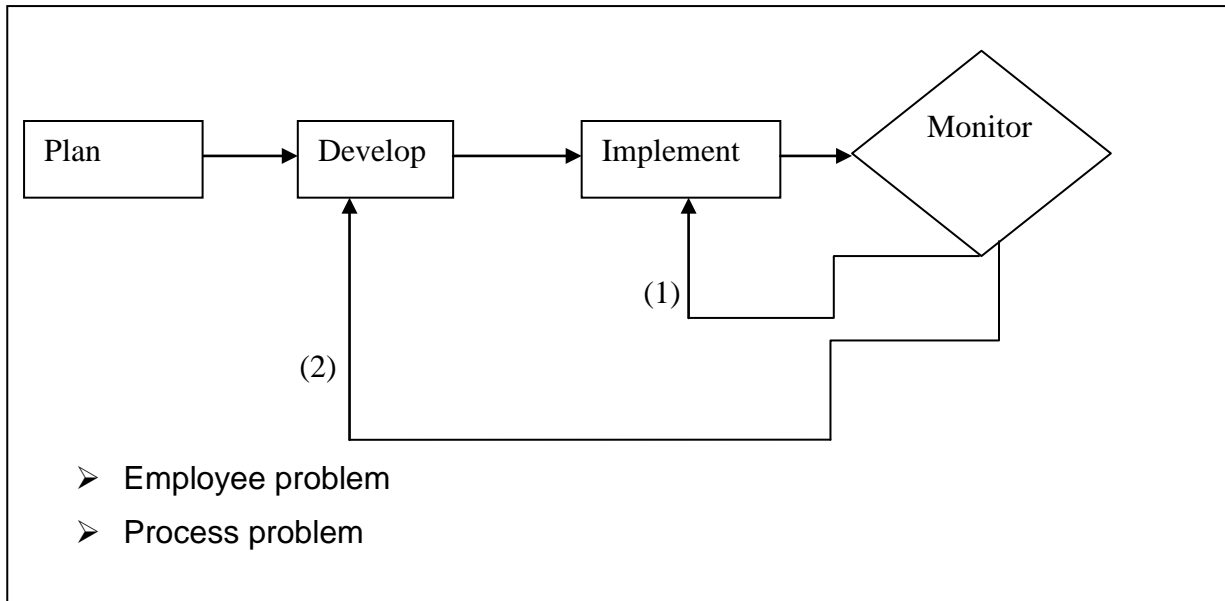 Plan
Develop
Implement
Monitor
(1)
(2)
➢ Employee problem
➢ Process problem